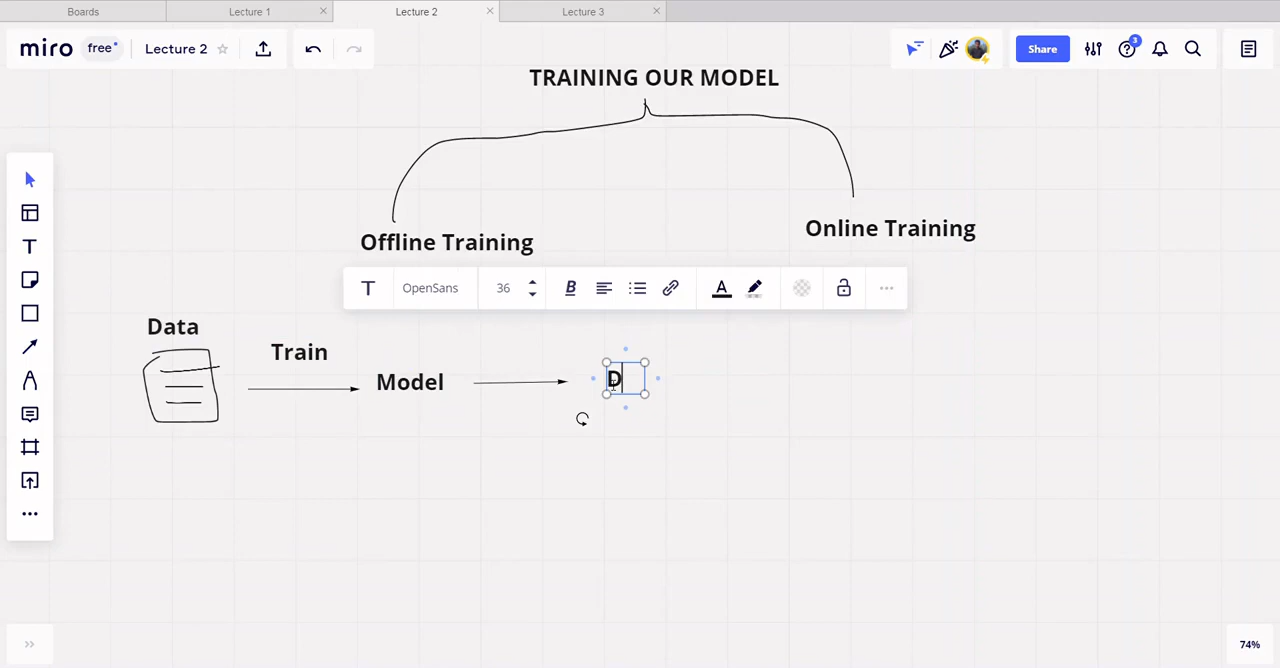 Boards
Lecture 1
Lecture 2
Lecture 3
miro
free
Lecture 2
Share
3
TRAINING OUR MODEL
Offline Training
Online Training
T
OpenSans
36
B
A
Data
Train
Model
D
74%